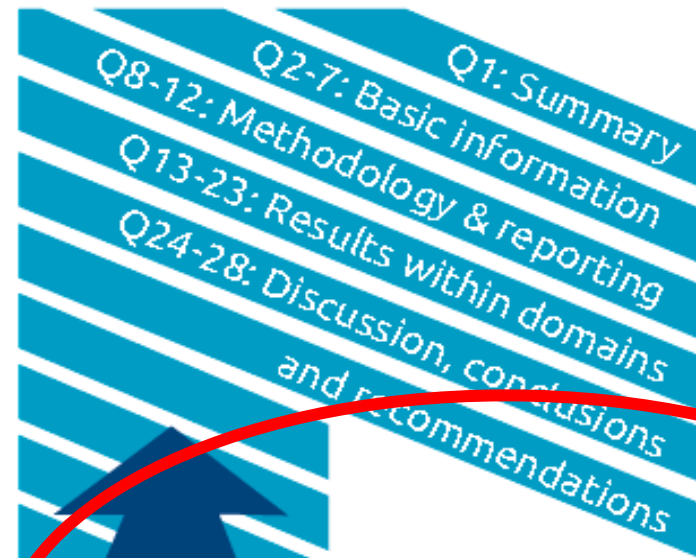 Q1: Summary
Q2-7: Basic information
Q8-12: Methodology & reporting
Q13-23: Results within domains
Q24-28: Discussion, conclusions
and recommendations